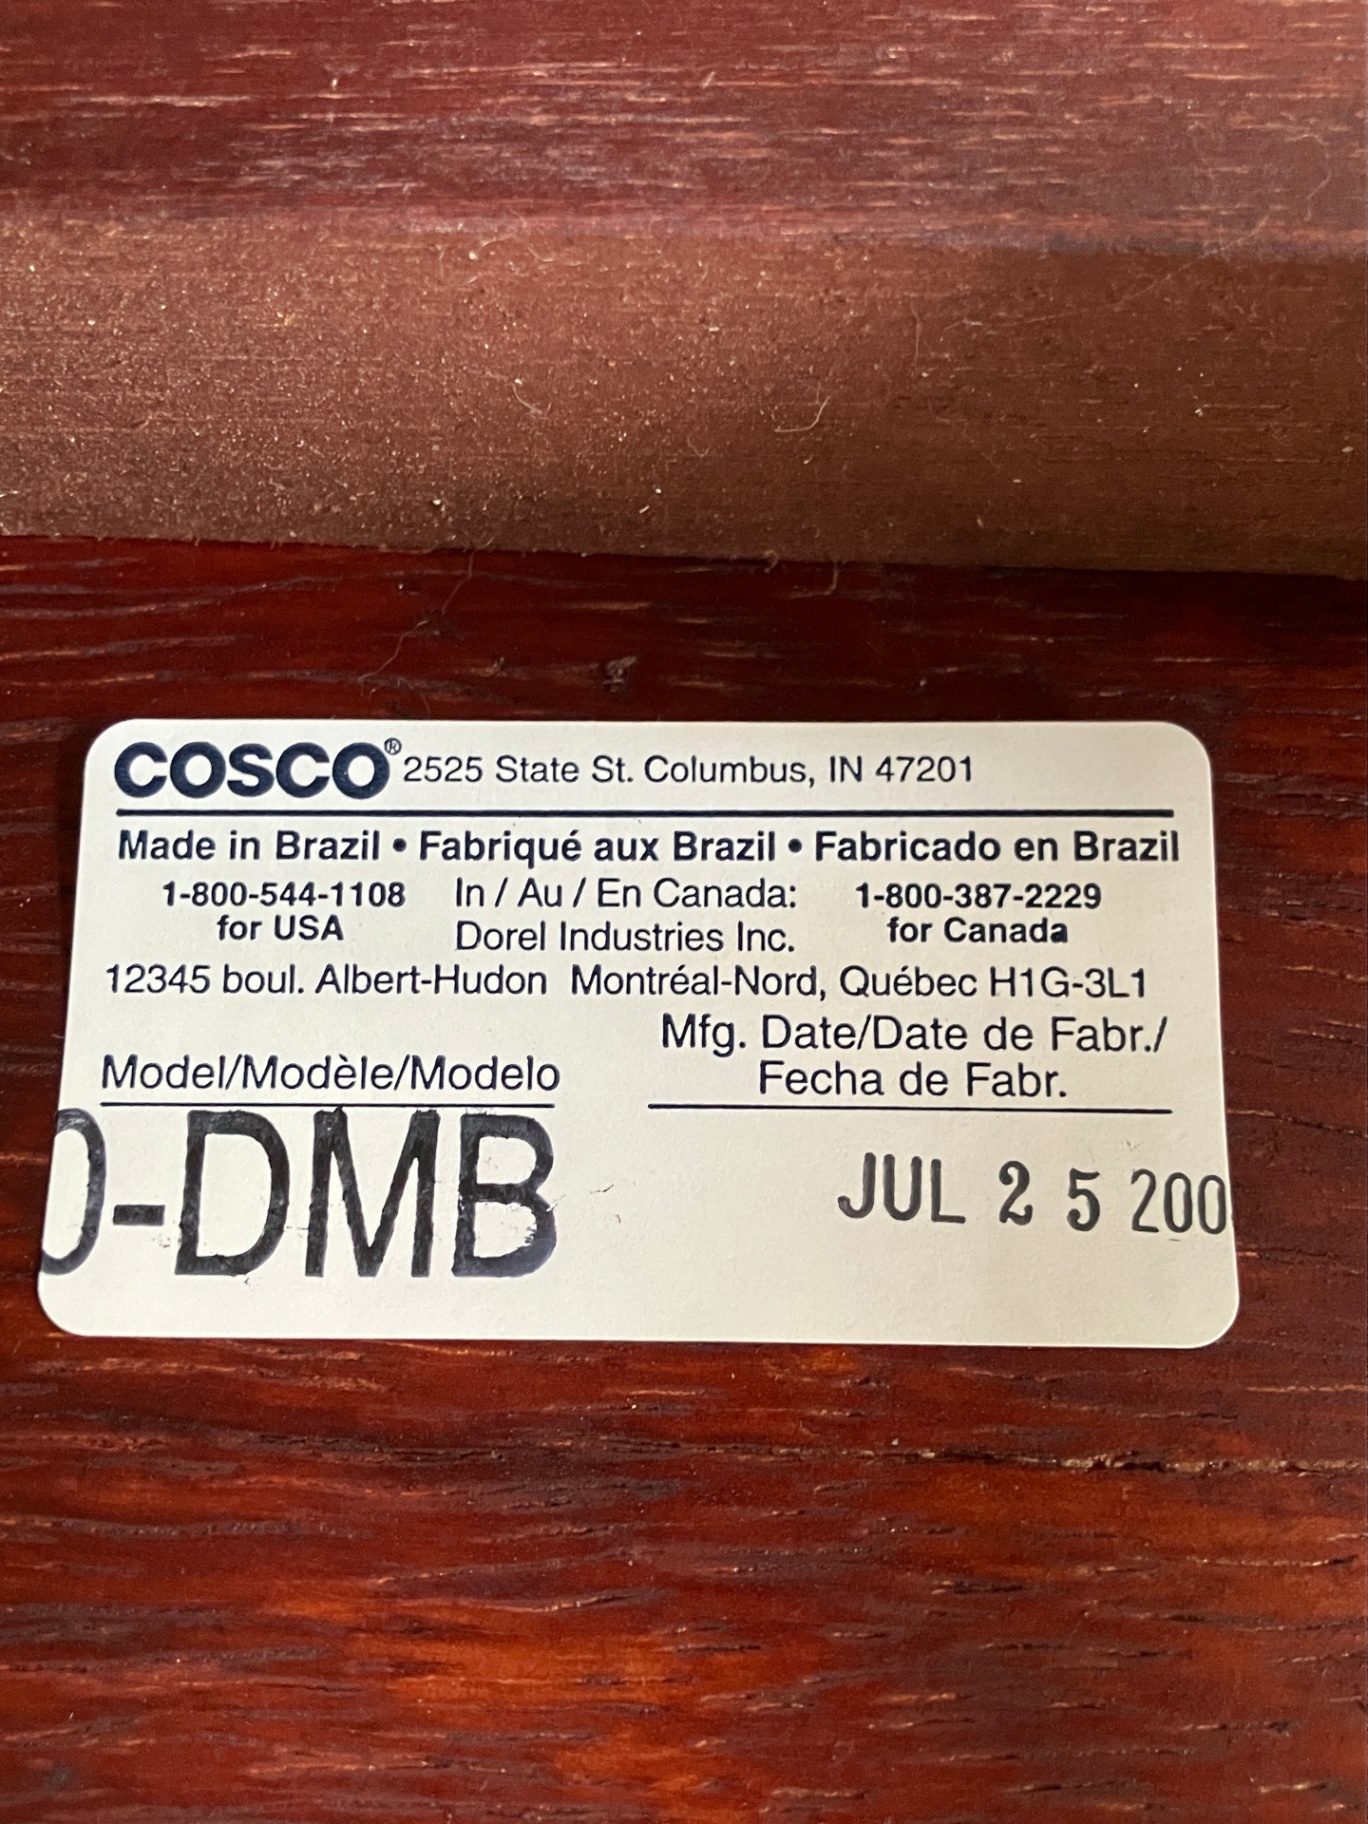 COSCO® 2525 State St. Columbus, IN 47201
Made in Brazil • Fabriqué aux Brazil • Fabricado en Brazil
1-800-544-1108 In / Au / En Canada: 1-800-387-2229
for USA Dorel Industries Inc. for Canada
12345 boul. Albert-Hudon Montréal-Nord, Québec H1G-3L1
Mfg. Date/Date de Fabr./
Model/Modèle/Modelo Fecha de Fabr.
0-DMB JUL 25 200